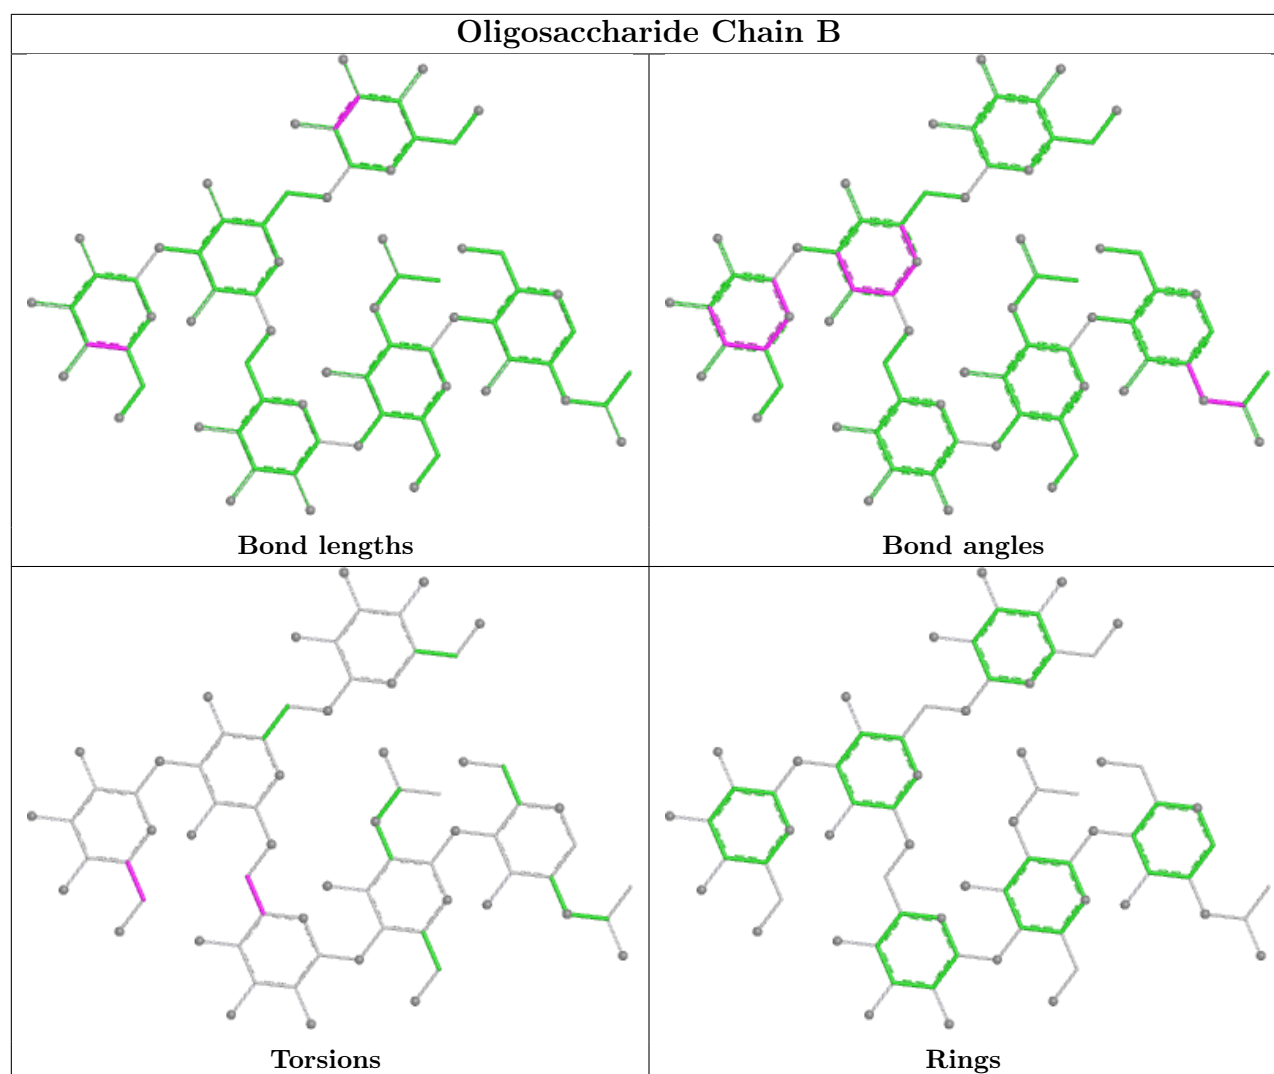 Oligosaccharide Chain B
Bond lengths
Bond angles
Torsions
Rings